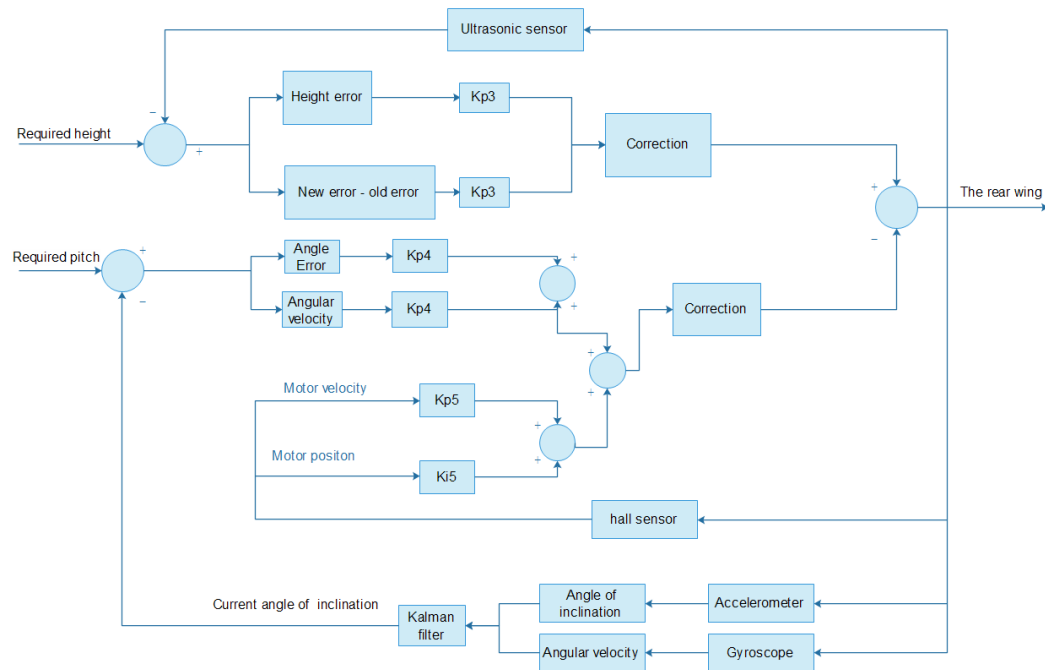 Ultrasonic sensor
−
Required height
+
Height error
Kp3
New error - old error
Kp3
Correction
+
−
The rear wing
Required pitch
+
−
Angle
Error
Kp4
Angular
velocity
Kp4
+
+
Correction
+
+
Motor velocity
Kp5
+
Motor positon
Ki5
+
hall sensor
Current angle of inclination
Kalman
filter
Angle of
inclination
Accelerometer
Angular velocity
Gyroscope